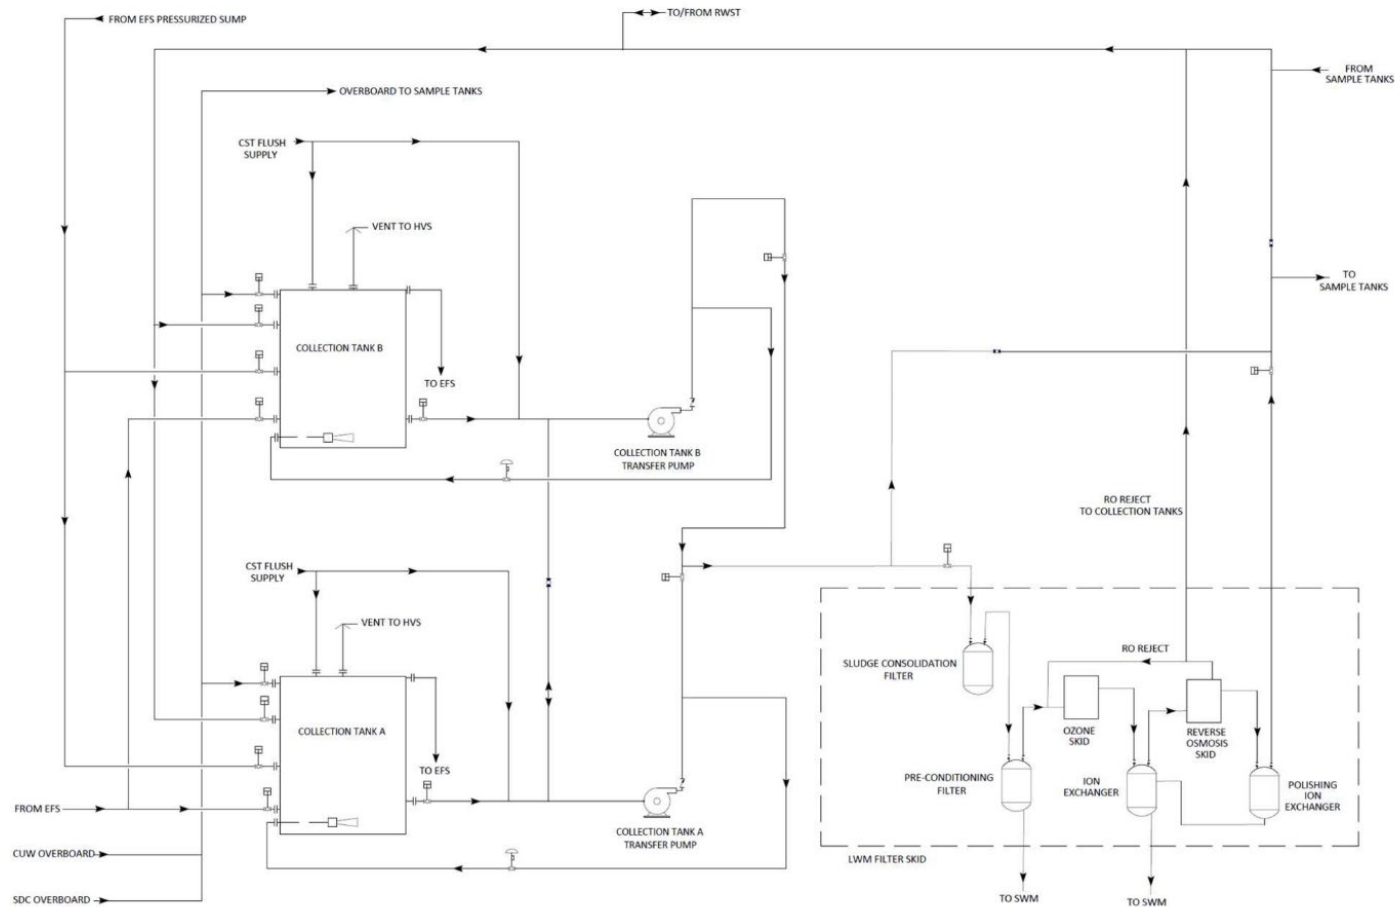 FROM EFS PRESSURIZED SUMP
TO/FROM RWST
FROM
SAMPLE TANKS
OVERBOARD TO SAMPLE TANKS
CST FLUSH
SUPPLY
VENT TO HVS
TO
SAMPLE TANKS
COLLECTION TANK B
TO EFS
COLLECTION TANK B
TRANSFER PUMP
RO REJECT
TO COLLECTION TANKS
CST FLUSH
SUPPLY
VENT TO HVS
SLUDGE CONSOLIDATION
FILTER
RO REJECT
COLLECTION TANK A
OZONE
SKID
REVERSE
OSMOSIS
SKID
TO EFS
PRE-CONDITIONING
FILTER
ION
EXCHANGER
POLISHING
ION
EXCHANGER
FROM EFS
COLLECTION TANK A
TRANSFER PUMP
CUW OVERBOARD
LWM FILTER SKID
SDC OVERBOARD
TO SWM
TO SWM